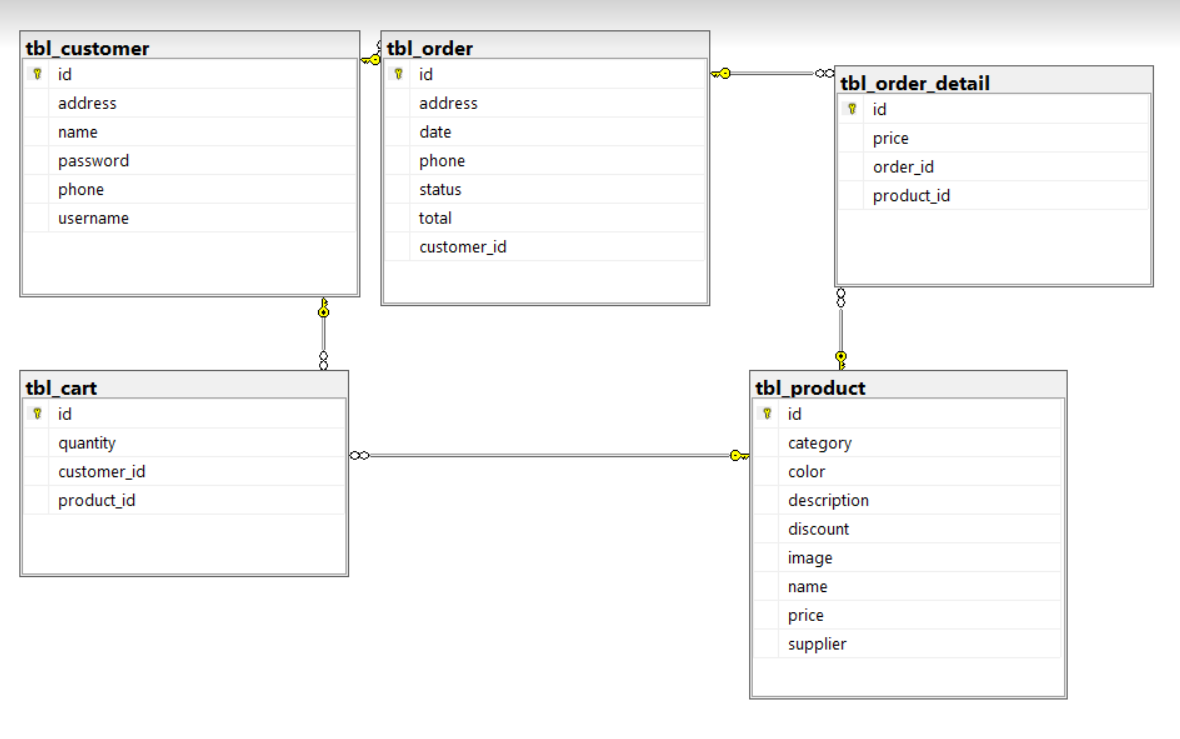 tbl_customer
id
address
name
password
phone
username
tbl_order
id
address
date
phone
status
total
customer_id
tbl_order_detail
id
price
order_id
product_id
tbl_cart
id
quantity
customer_id
product_id
tbl_product
id
category
color
description
discount
image
name
price
supplier